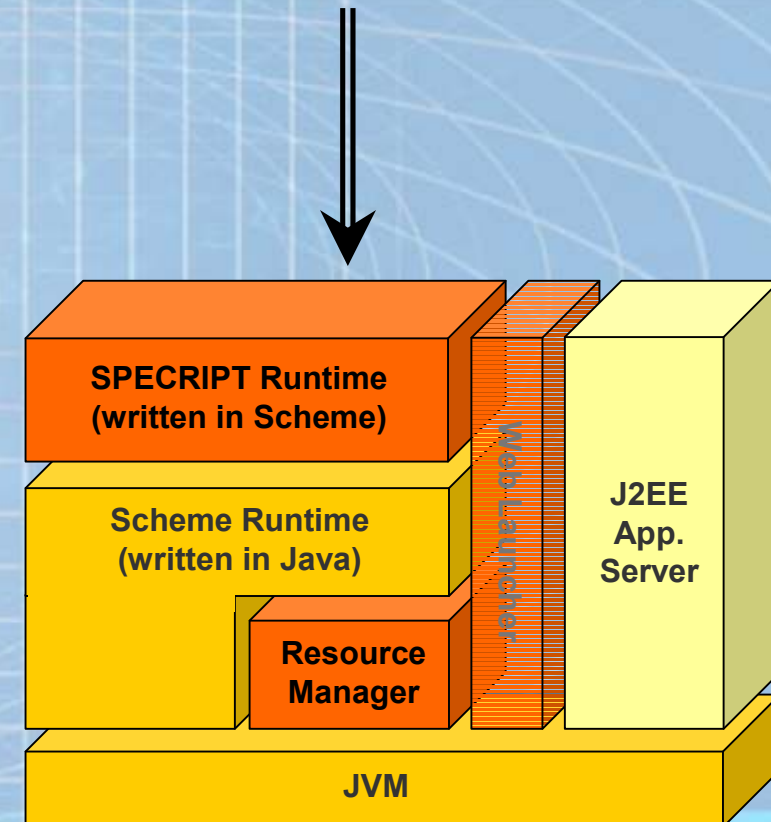 SPECRIPT Runtime
(written in Scheme)
Scheme Runtime
(written in Java)
Resource
Manager
Web Launcher
J2EE
App.
Server
JVM